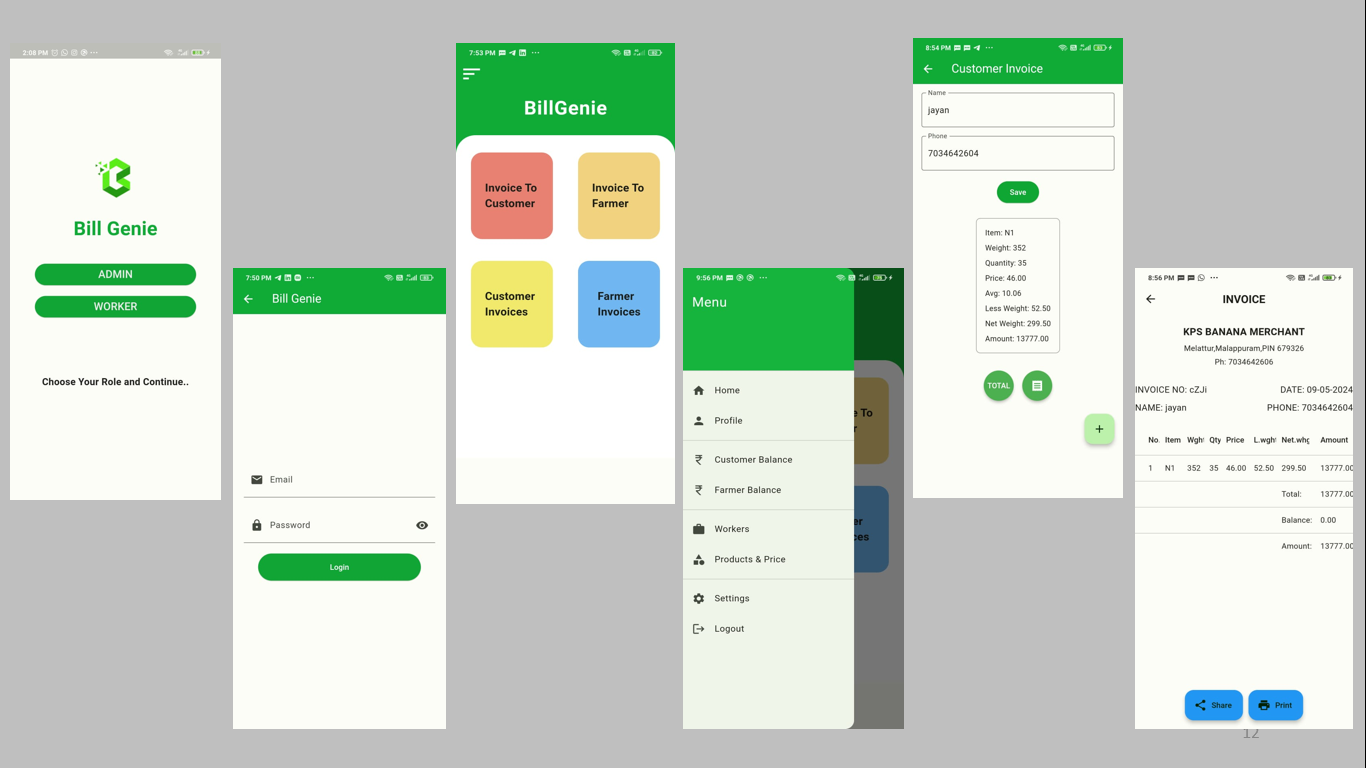 2:08 PM
Bill Genie
ADMIN
WORKER
Choose Your Role and Continue..
7:50 PM
Bill Genie
Email
Password
Login
7:53 PM
BillGenie
Invoice To
Customer
Invoice To
Farmer
Customer
Invoices
Farmer
Invoices
9:56 PM
Menu
Home
Profile
Customer Balance
Farmer Balance
Workers
Products & Price
Settings
Logout
e To
r
er
ces
8:54 PM
Customer Invoice
Name
jayan
Phone
7034642604
Save
Item: N1
Weight: 352
Quantity: 35
Price: 46.00
Avg: 10.06
Less Weight: 52.50
Net Weight: 299.50
Amount: 13777.00
TOTAL
+
8:56 PM
INVOICE
KPS BANANA MERCHANT
Melattur,Malappuram,PIN 679326
Ph: 7034642606
INVOICE NO: cZJi DATE: 09-05-2024
NAME: jayan PHONE: 7034642604
No. Item Wght Qty Price L.wght Net.whg Amount
1 N1 352 35 46.00 52.50 299.50 13777.00
Total: 13777.00
Balance: 0.00
Amount: 13777.00
Share Print
12